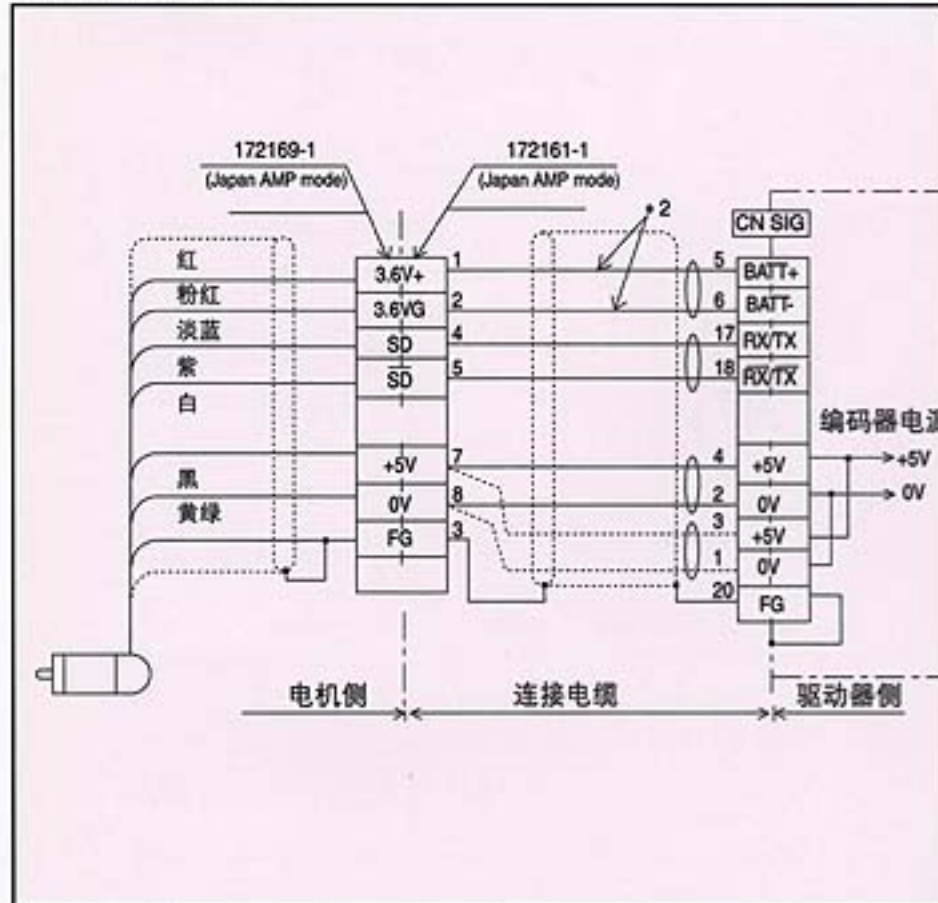 172169-1
(Japan AMP mode)
172161-1
(Japan AMP mode)
2
CN SIG
红
粉红
淡蓝
紫
白
黑
黄绿
3.6V+
3.6VG
SD
SD
+5V
0V
FG
1
2
4
5
7
8
3
5
6
17
18
4
2
3
1
20
BATT+
BATT-
RX/TX
RX/TX
+5V
0V
+5V
0V
FG
编码器电源
+5V
0V
电机侧
连接电缆
驱动器侧